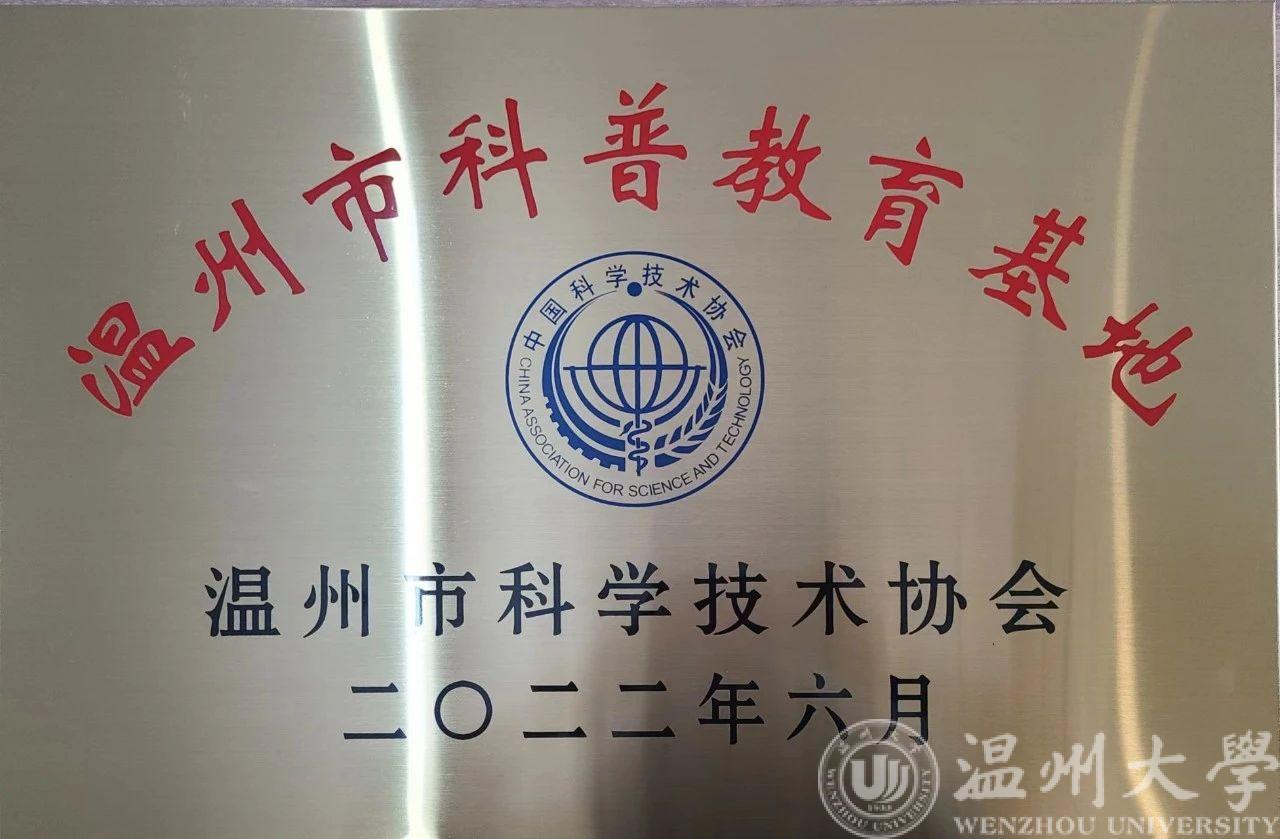 温州市科普教育基地
中国科学技术协会
CHINA ASSOCIATION FOR SCIENCE AND TECHNOLOGY
温州市科学技术协会
二〇二二年六月
温州大學
WENZHOU UNIVERSITY
WENZHOU UNIVERSITY